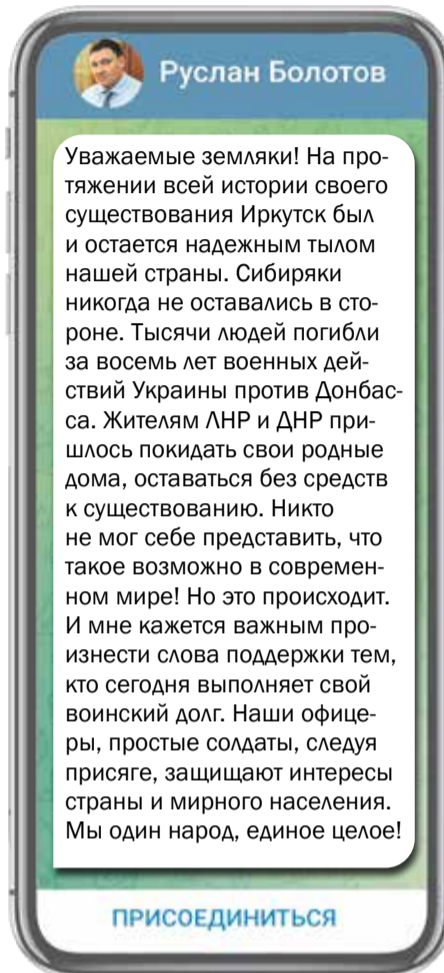 Руслан Болотов
Уважаемые земляки! На про-
тяжении всей истории своего
существования Иркутск был
и остается надежным тылом
нашей страны. Сибиряки
никогда не оставались в сто-
роне. Тысячи людей погибли
за восемь лет военных дей-
ствий Украины против Донбас-
са. Жителям ЛНР и ДНР при-
шлось покидать свои родные
дома, оставаться без средств
к существованию. Никто
не мог себе представить, что
такое возможно в современ-
ном мире! Но это происходит.
И мне кажется важным про-
изнести слова поддержки тем,
кто сегодня выполняет свой
воинский долг. Наши офице-
ры, простые солдаты, следуя
присяге, защищают интересы
страны и мирного населения.
Мы один народ, единое целое!
ПРИСОЕДИНИТЬСЯ